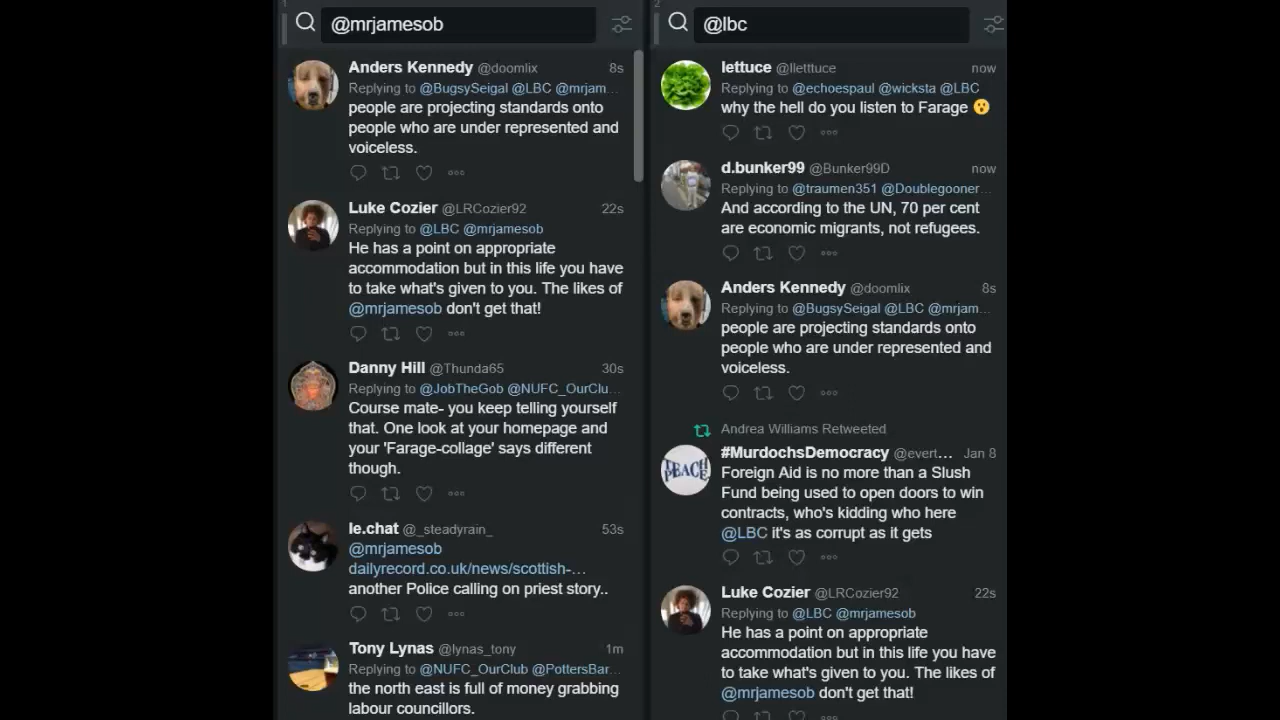 1
@mrjamesob
Anders Kennedy @doomlix 8s
Replying to @BugsySeigal @LBC @mrjam...
people are projecting standards onto
people who are under represented and
voiceless.
Luke Cozier @LRCozier92 22s
Replying to @LBC @mrjamesob
He has a point on appropriate
accommodation but in this life you have
to take what's given to you. The likes of
@mrjamesob don't get that!
Danny Hill @Thunda65 30s
Replying to @JobTheGob @NUFC_OurClu...
Course mate- you keep telling yourself
that. One look at your homepage and
your 'Farage-collage' says different
though.
le.chat @_steadyrain_ 53s
@mrjamesob
dailyrecord.co.uk/news/scottish-...
another Police calling on priest story..
Tony Lynas @lynas_tony 1m
Replying to @NUFC_OurClub @PottersBar...
the north east is full of money grabbing
labour councillors.
2
@lbc
lettuce @lletttuce now
Replying to @echoespaul @wicksta @LBC
why the hell do you listen to Farage 😮
d.bunker99 @Bunker99D now
Replying to @traumen351 @Doublegooner...
And according to the UN, 70 per cent
are economic migrants, not refugees.
Anders Kennedy @doomlix 8s
Replying to @BugsySeigal @LBC @mrjam...
people are projecting standards onto
people who are under represented and
voiceless.
Andrea Williams Retweeted
#MurdochsDemocracy @evert... Jan 8
PEACE
Foreign Aid is no more than a Slush
Fund being used to open doors to win
contracts, who's kidding who here
@LBC it's as corrupt as it gets
Luke Cozier @LRCozier92 22s
Replying to @LBC @mrjamesob
He has a point on appropriate
accommodation but in this life you have
to take what's given to you. The likes of
@mrjamesob don't get that!